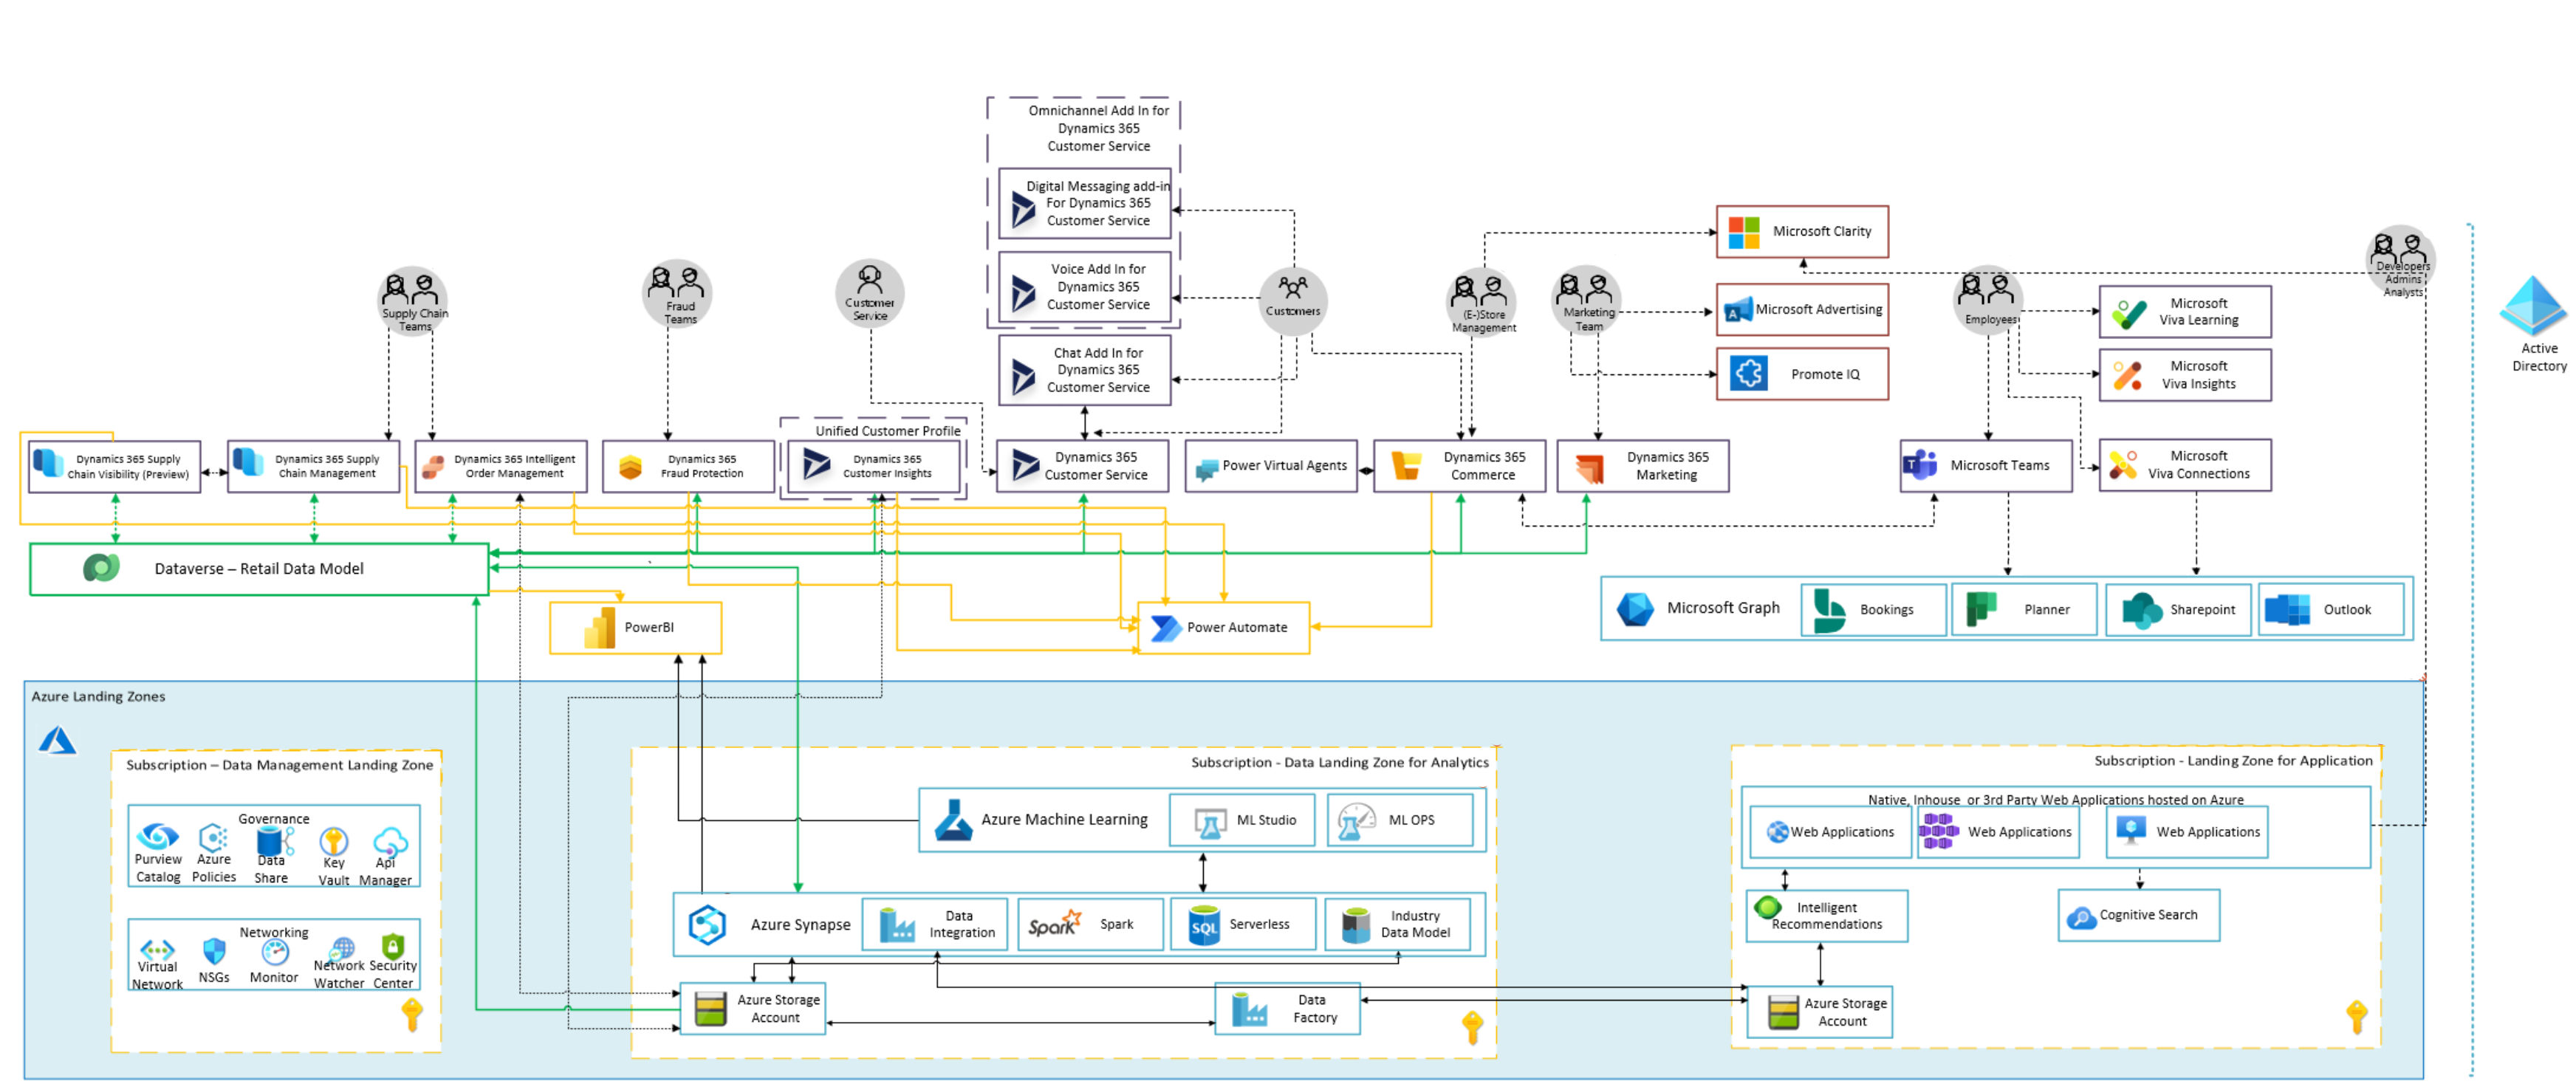 Omnichannel Add In for
Dynamics 365
Customer Service
Digital Messaging add-in
For Dynamics 365
Customer Service
Voice Add In for
Dynamics 365
Customer Service
Chat Add In for
Dynamics 365
Customer Service
Supply Chain
Teams
Fraud
Teams
Customer
Service
Customers
(E-)Store
Management
Marketing
Team
Microsoft Clarity
Microsoft Advertising
Promote IQ
Employees
Developers
Admins
Analysts
Microsoft
Viva Learning
Microsoft
Viva Insights
Active
Directory
Unified Customer Profile
Dynamics 365 Supply
Chain Visibility (Preview)
Dynamics 365 Supply
Chain Management
Dynamics 365 Intelligent
Order Management
Dynamics 365
Fraud Protection
Dynamics 365
Customer Insights
Dynamics 365
Customer Service
Power Virtual Agents
Dynamics 365
Commerce
Dynamics 365
Marketing
Microsoft Teams
Microsoft
Viva Connections
Dataverse – Retail Data Model
PowerBI
Power Automate
Microsoft Graph
Bookings
Planner
Sharepoint
Outlook
Azure Landing Zones
Subscription – Data Management Landing Zone
Governance
Purview
Catalog
Azure
Policies
Data
Share
Key
Vault
Api
Manager
Networking
Virtual
Network
NSGs
Monitor
Network
Watcher
Security
Center
Subscription - Data Landing Zone for Analytics
Azure Machine Learning
ML Studio
ML OPS
Azure Synapse
Data
Integration
Spark
Spark
SQL
Serverless
Industry
Data Model
Azure Storage
Account
Data
Factory
Subscription - Landing Zone for Application
Native, Inhouse or 3rd Party Web Applications hosted on Azure
Web Applications
Web Applications
Web Applications
Intelligent
Recommendations
Cognitive Search
Azure Storage
Account